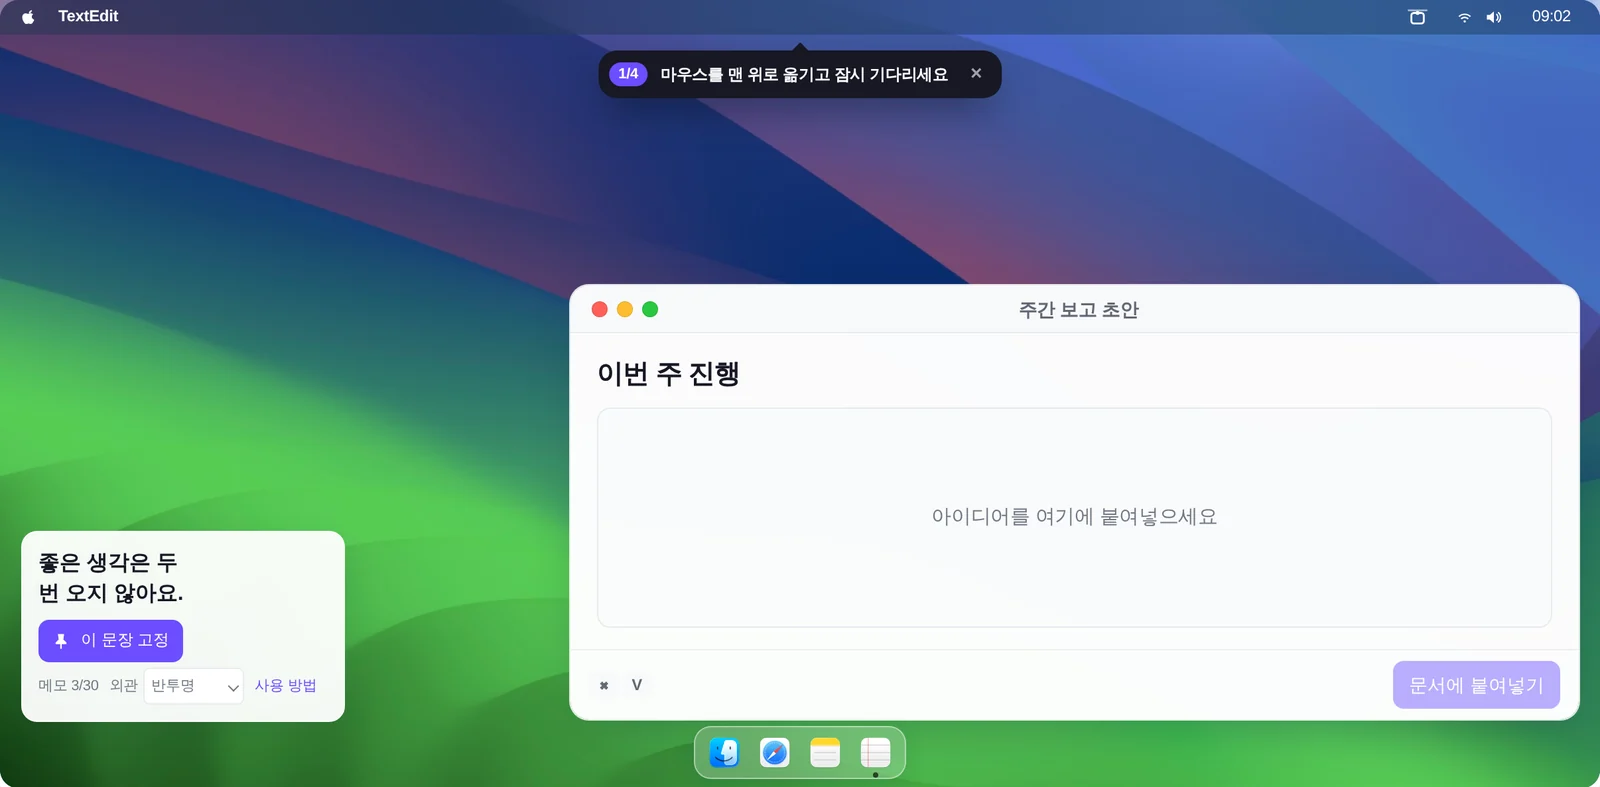 TextEdit
09:02
1/4 마우스를 맨 위로 옮기고 잠시 기다리세요 ✕
주간 보고 초안
이번 주 진행
아이디어를 여기에 붙여넣으세요
⌘ V
문서에 붙여넣기
좋은 생각은 두
번 오지 않아요.
이 문장 고정
메모 3/30 외관 반투명 사용 방법